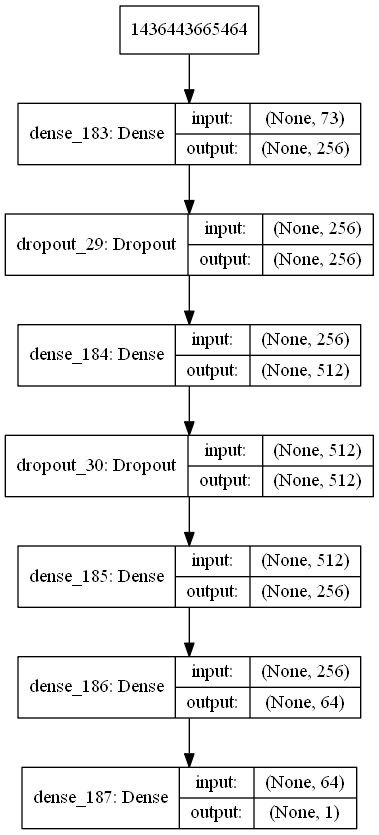 1436443665464
dense_183: Dense
input: (None, 73)
output: (None, 256)
dropout_29: Dropout
input: (None, 256)
output: (None, 256)
dense_184: Dense
input: (None, 256)
output: (None, 512)
dropout_30: Dropout
input: (None, 512)
output: (None, 512)
dense_185: Dense
input: (None, 512)
output: (None, 256)
dense_186: Dense
input: (None, 256)
output: (None, 64)
dense_187: Dense
input: (None, 64)
output: (None, 1)